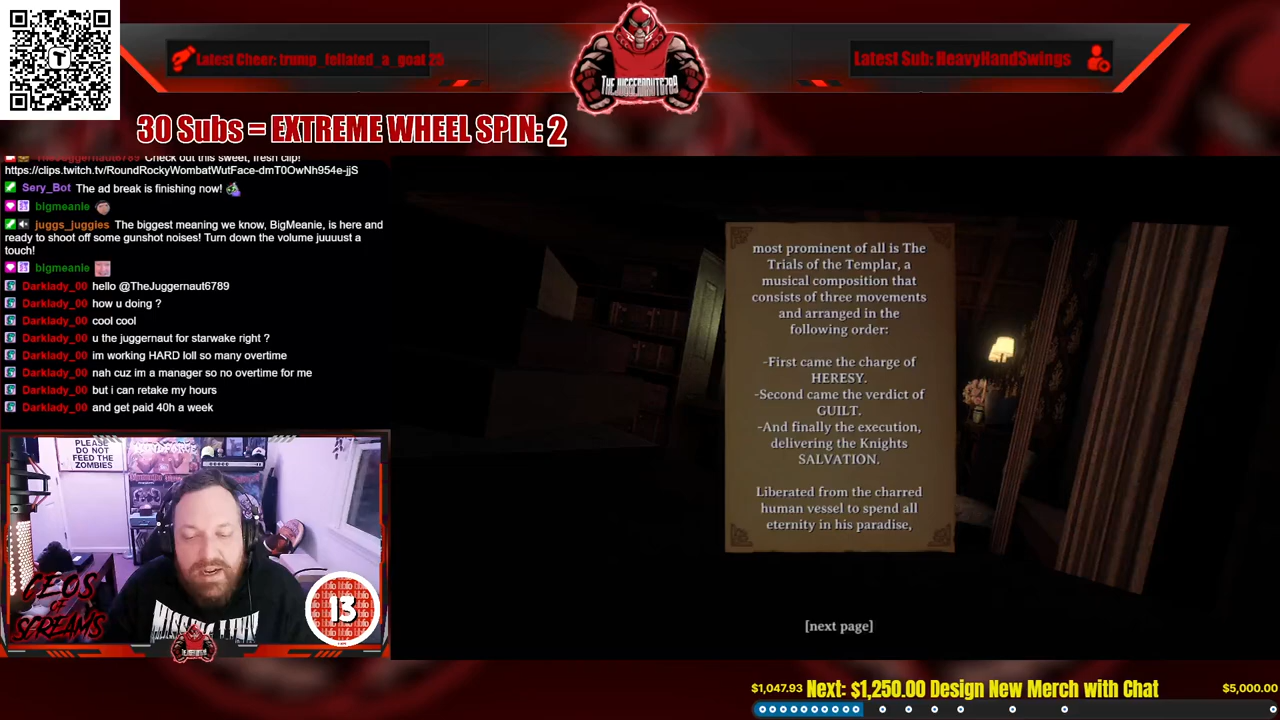 Latest Cheer: trump_fellated_a_goat 25
THEJUGGERNAUT6789
Latest Sub: HeavyHandSwings
30 Subs = EXTREME WHEEL SPIN: 2
TheJuggernaut6789 Check out this sweet, fresh clip!
https://clips.twitch.tv/RoundRockyWombatWutFace-dmT0OwNh954e-jjS
Sery_Bot The ad break is finishing now!
bigmeanie
juggs_juggies The biggest meaning we know, BigMeanie, is here and
ready to shoot off some gunshot noises! Turn down the volume juuuust a
touch!
bigmeanie
Darklady_00 hello @TheJuggernaut6789
Darklady_00 how u doing ?
Darklady_00 cool cool
Darklady_00 u the juggernaut for starwake right ?
Darklady_00 im working HARD loll so many overtime
Darklady_00 nah cuz im a manager so no overtime for me
Darklady_00 but i can retake my hours
Darklady_00 and get paid 40h a week
most prominent of all is The
Trials of the Templar, a
musical composition that
consists of three movements
and arranged in the
following order:
-First came the charge of
HERESY.
-Second came the verdict of
GUILT.
-And finally the execution,
delivering the Knights
SALVATION.
Liberated from the charred
human vessel to spend all
eternity in his paradise,
[next page]
PLEASE
DO NOT
FEED THE
ZOMBIES
GEOS
OF
SCREAMS
13
$1,047.93 Next: $1,250.00 Design New Merch with Chat $5,000.00